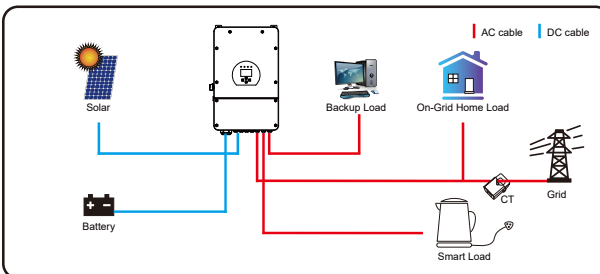 AC cable
DC cable
Solar
Backup Load
On-Grid Home Load
CT
Grid
Battery
Smart Load